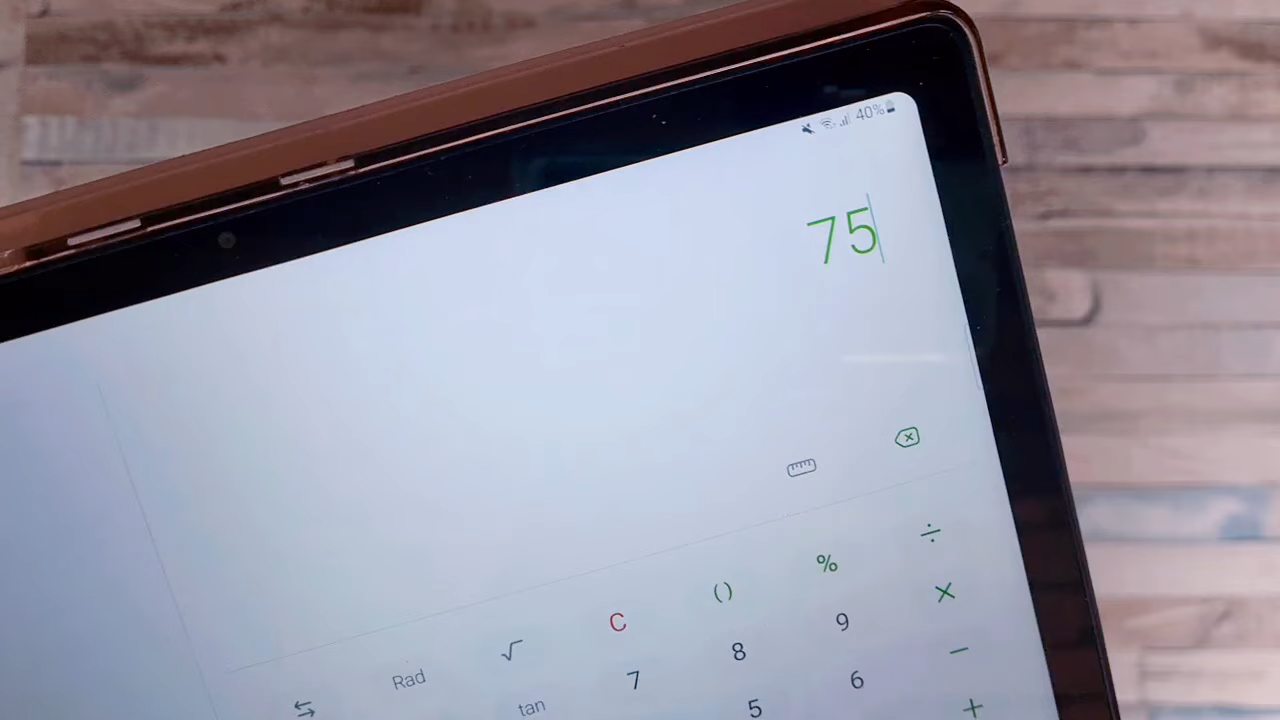 40%
75
÷
() % ×
Rad √ C 8 9 −
tan 7 5 6 +